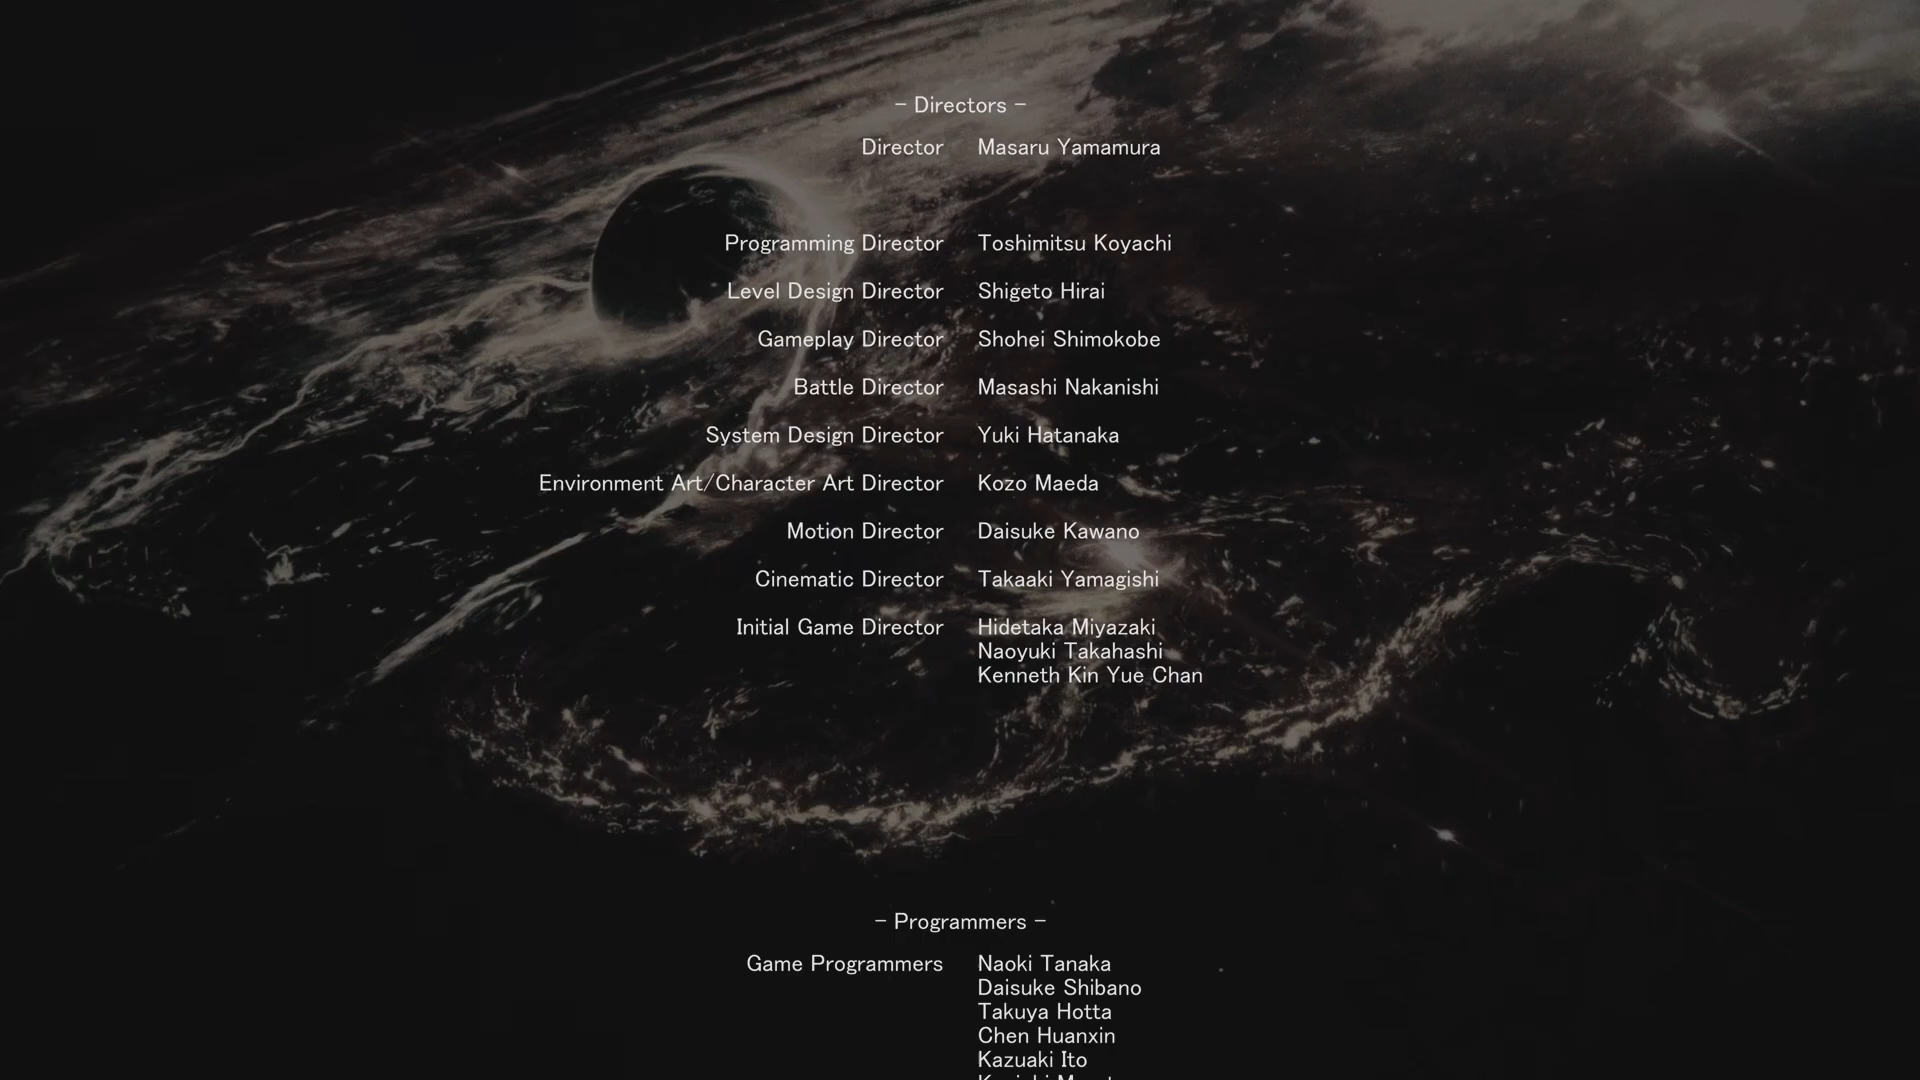 - Directors -
Director Masaru Yamamura
Programming Director Toshimitsu Koyachi
Level Design Director Shigeto Hirai
Gameplay Director Shohei Shimokobe
Battle Director Masashi Nakanishi
System Design Director Yuki Hatanaka
Environment Art/Character Art Director Kozo Maeda
Motion Director Daisuke Kawano
Cinematic Director Takaaki Yamagishi
Initial Game Director Hidetaka Miyazaki
Naoyuki Takahashi
Kenneth Kin Yue Chan
- Programmers -
Game Programmers Naoki Tanaka
Daisuke Shibano
Takuya Hotta
Chen Huanxin
Kazuaki Ito